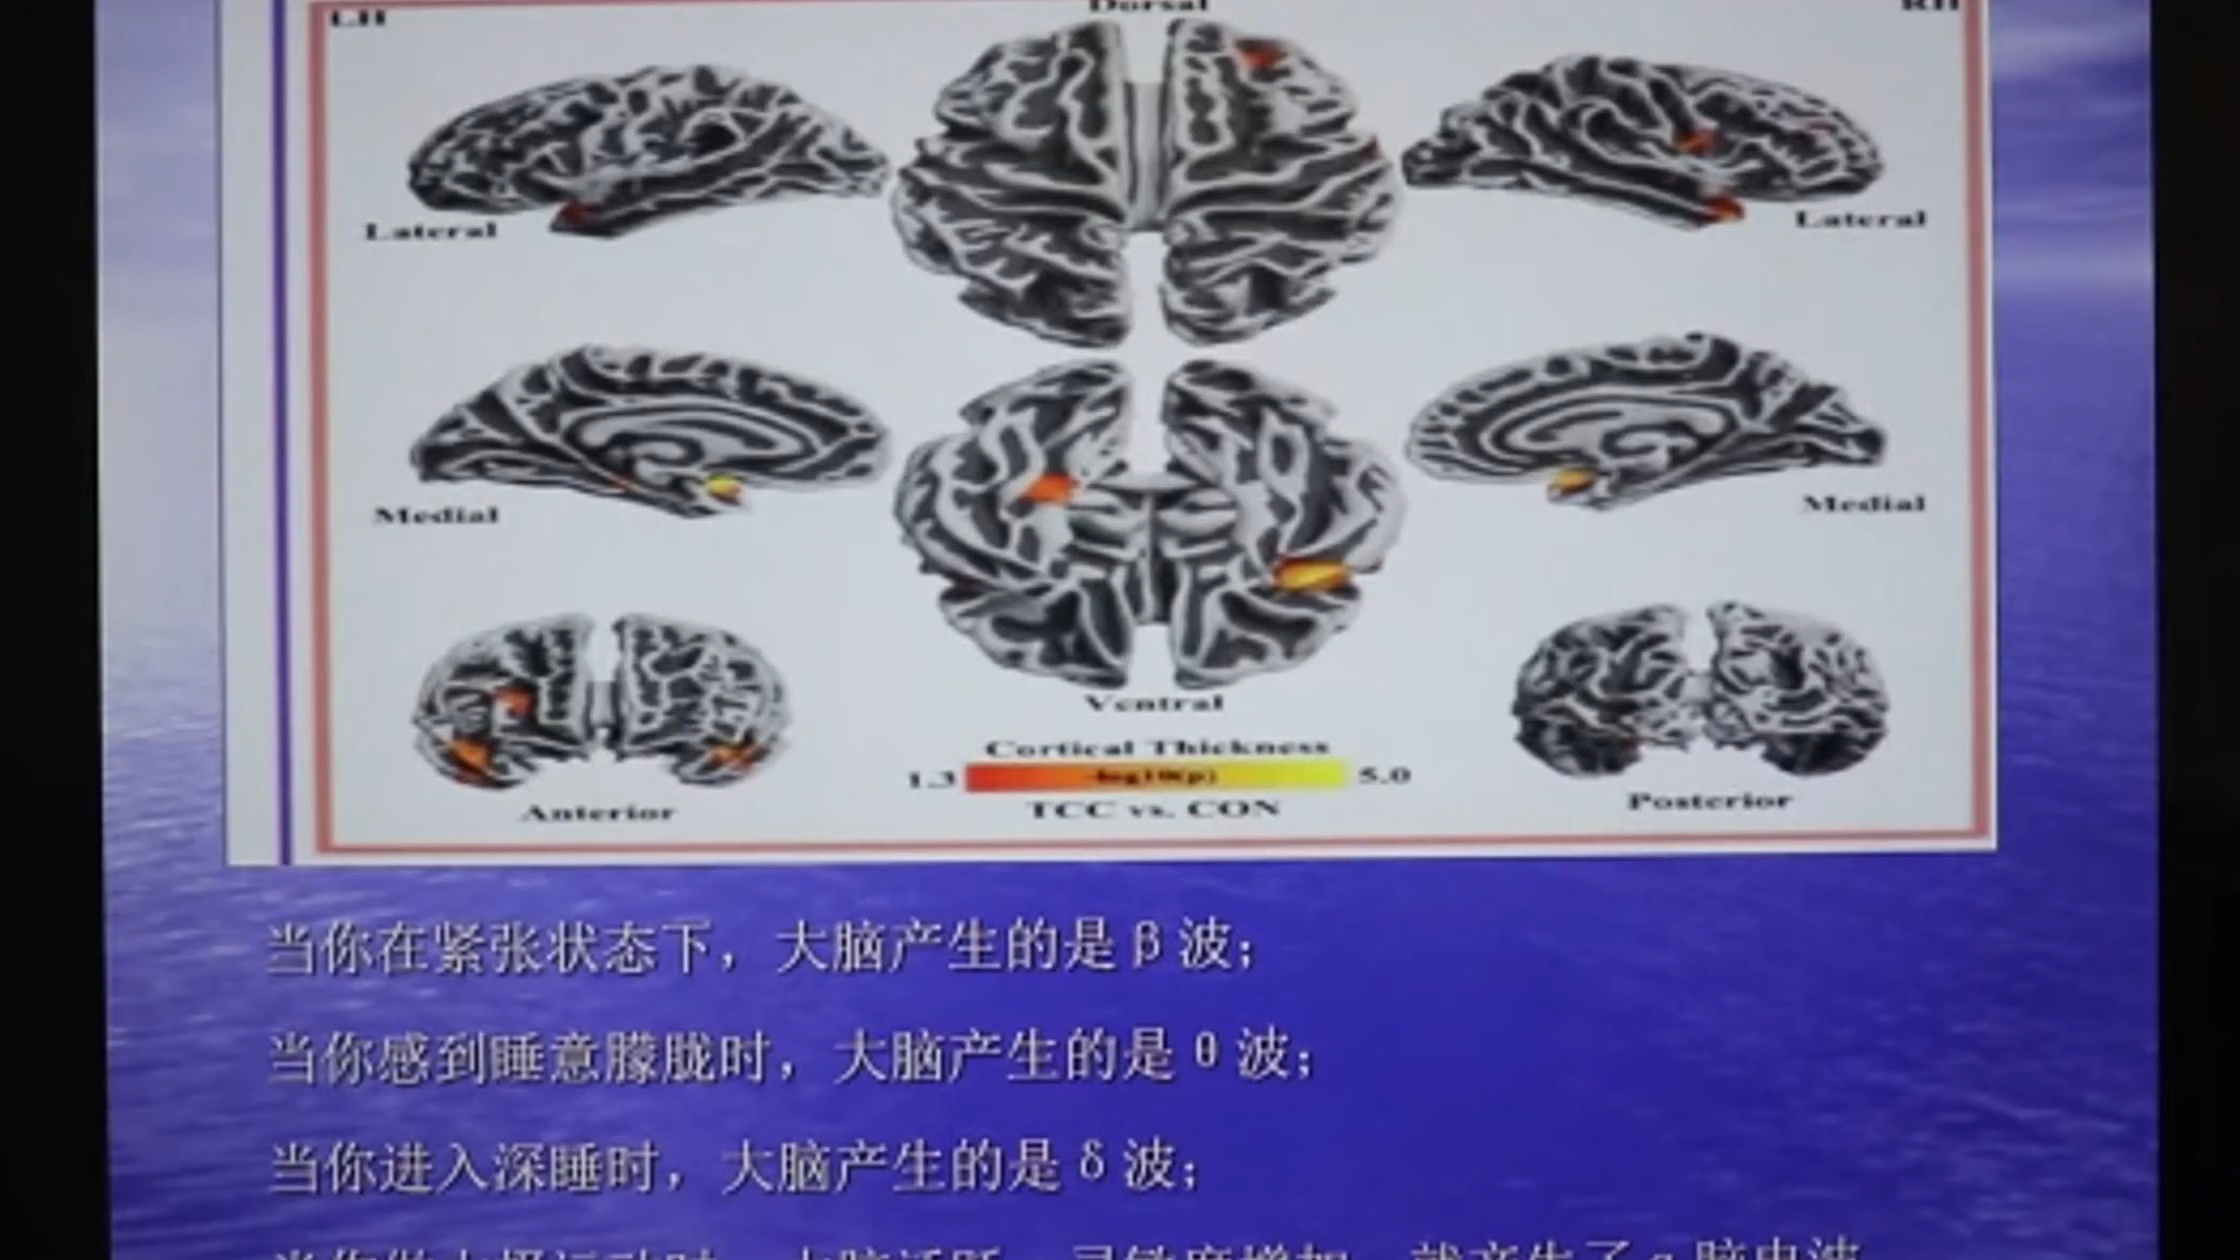 LH
Dorsal
RH
Lateral
Lateral
Medial
Medial
Ventral
Cortical Thickness
1.3 -log10(p) 5.0
TCC vs. CON
Anterior
Posterior
当你在紧张状态下，大脑产生的是β波；
当你感到睡意朦胧时，大脑产生的是θ波；
当你进入深睡时，大脑产生的是δ波；